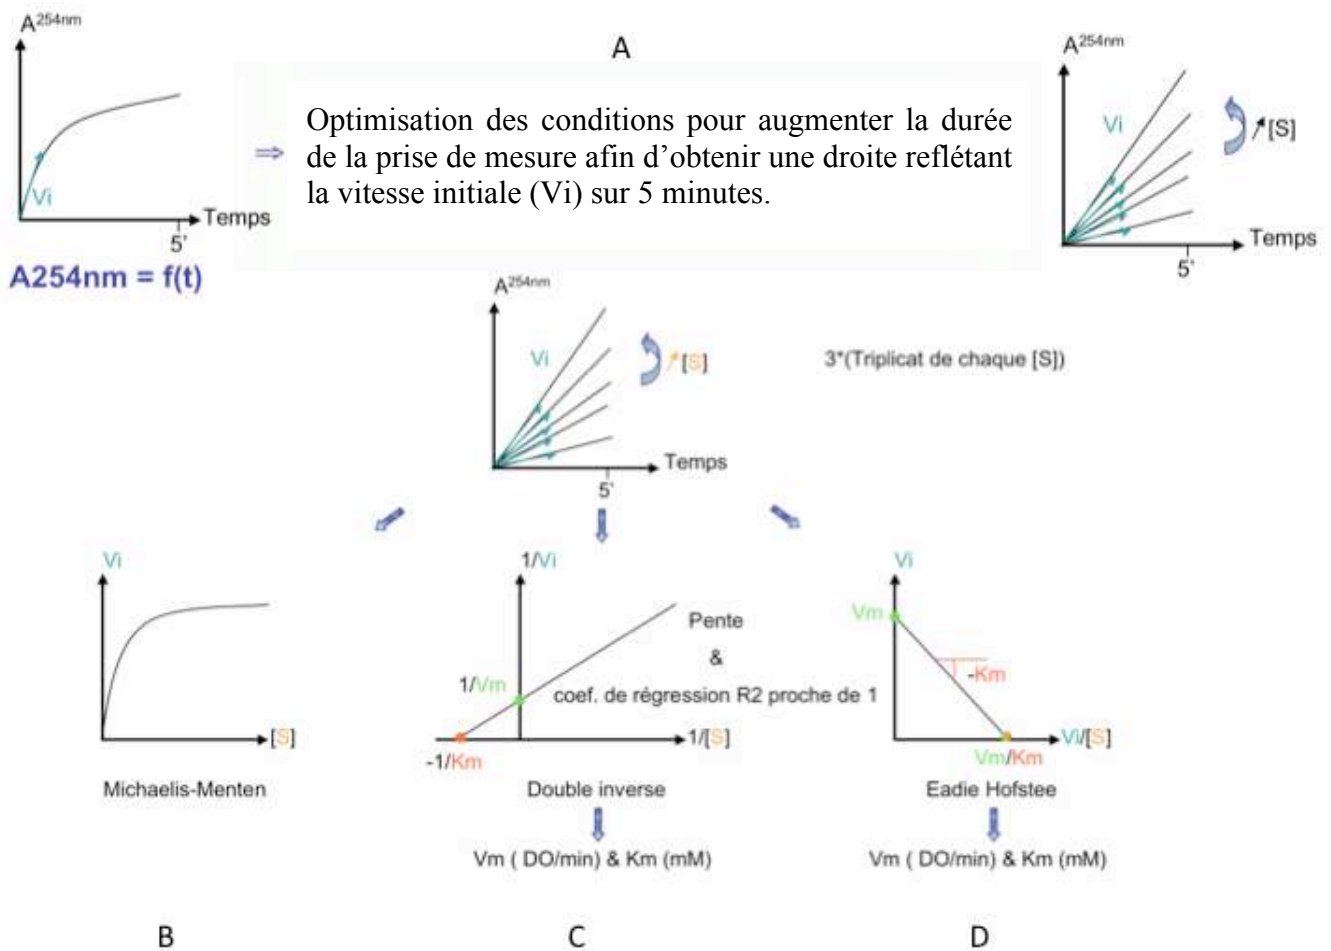 A254nm
A
A254nm
Optimisation des conditions pour augmenter la durée
de la prise de mesure afin d’obtenir une droite reflétant
la vitesse initiale (Vi) sur 5 minutes.
⇒
Vi
Vi
[S]
Temps
Temps
5'
5'
A254nm = f(t)
A254nm
Vi
[S]
3*(Triplicat de chaque [S])
Temps
5'
Vi
1/Vi
Vi
Vm
Pente
&
-Km
1/Vm
coef. de régression R2 proche de 1
[S]
1/[S]
Vi/[S]
-1/Km
Vm/Km
Michaelis-Menten
Double inverse
Eadie Hofstee
Vm ( DO/min) & Km (mM)
Vm ( DO/min) & Km (mM)
B
C
D